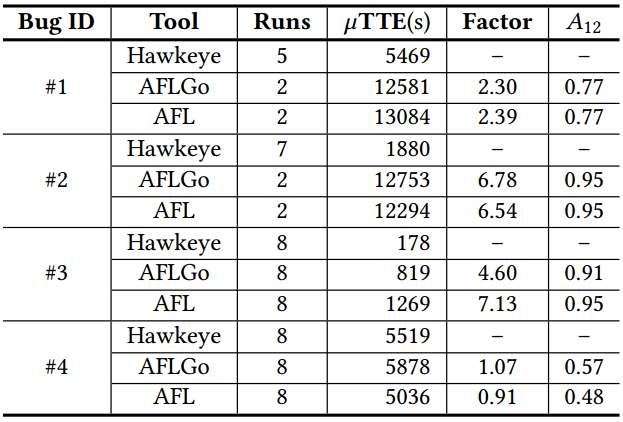 Bug ID Tool Runs μTTE(s) Factor A12
Hawkeye 5 5469 – –
#1 AFLGo 2 12581 2.30 0.77
AFL 2 13084 2.39 0.77
Hawkeye 7 1880 – –
#2 AFLGo 2 12753 6.78 0.95
AFL 2 12294 6.54 0.95
Hawkeye 8 178 – –
#3 AFLGo 8 819 4.60 0.91
AFL 8 1269 7.13 0.95
Hawkeye 8 5519 – –
#4 AFLGo 8 5878 1.07 0.57
AFL 8 5036 0.91 0.48